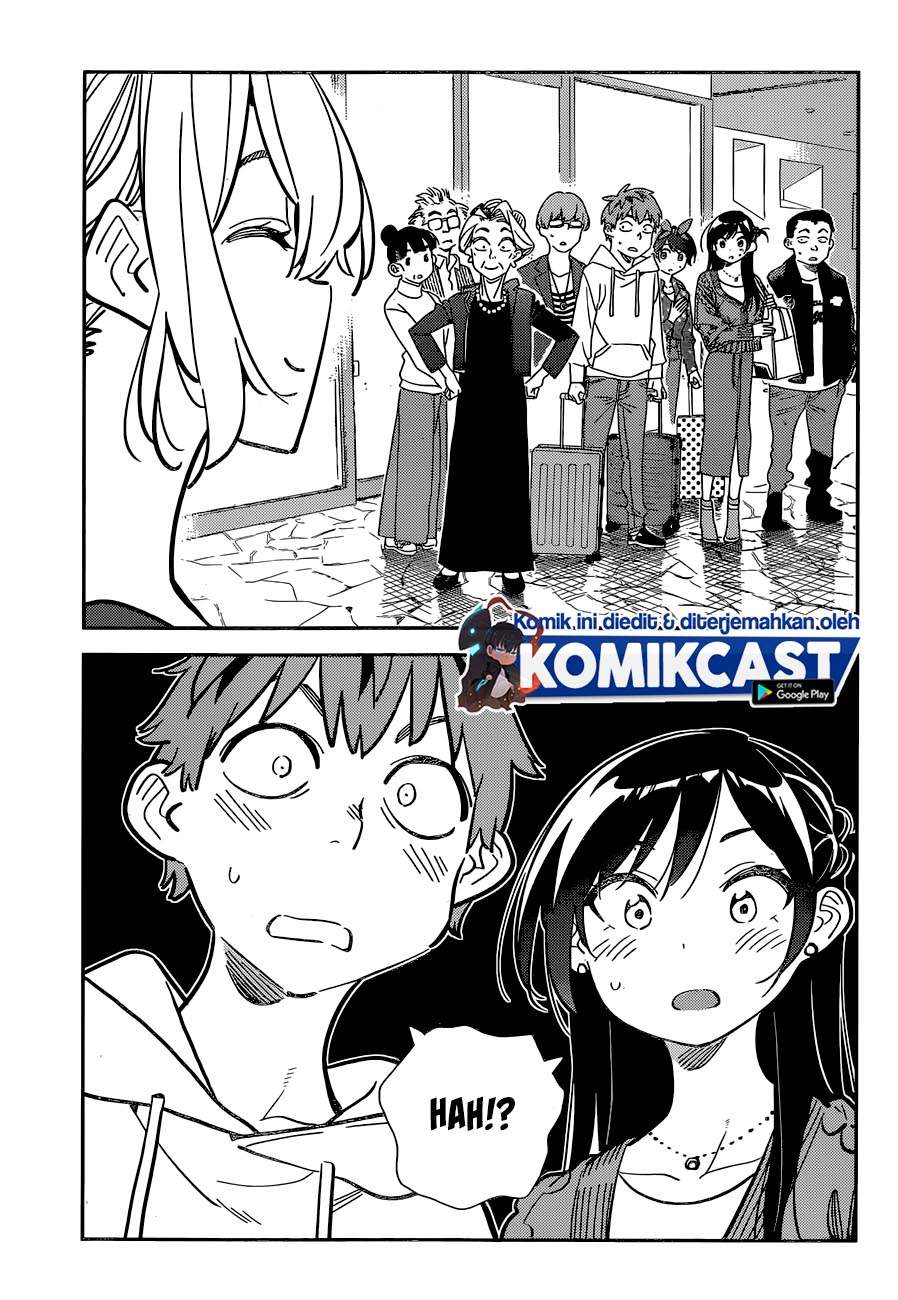 Komik ini diedit & diterjemahkan oleh
KOMIKCAST
GET IT ON
Google Play
HAH!?